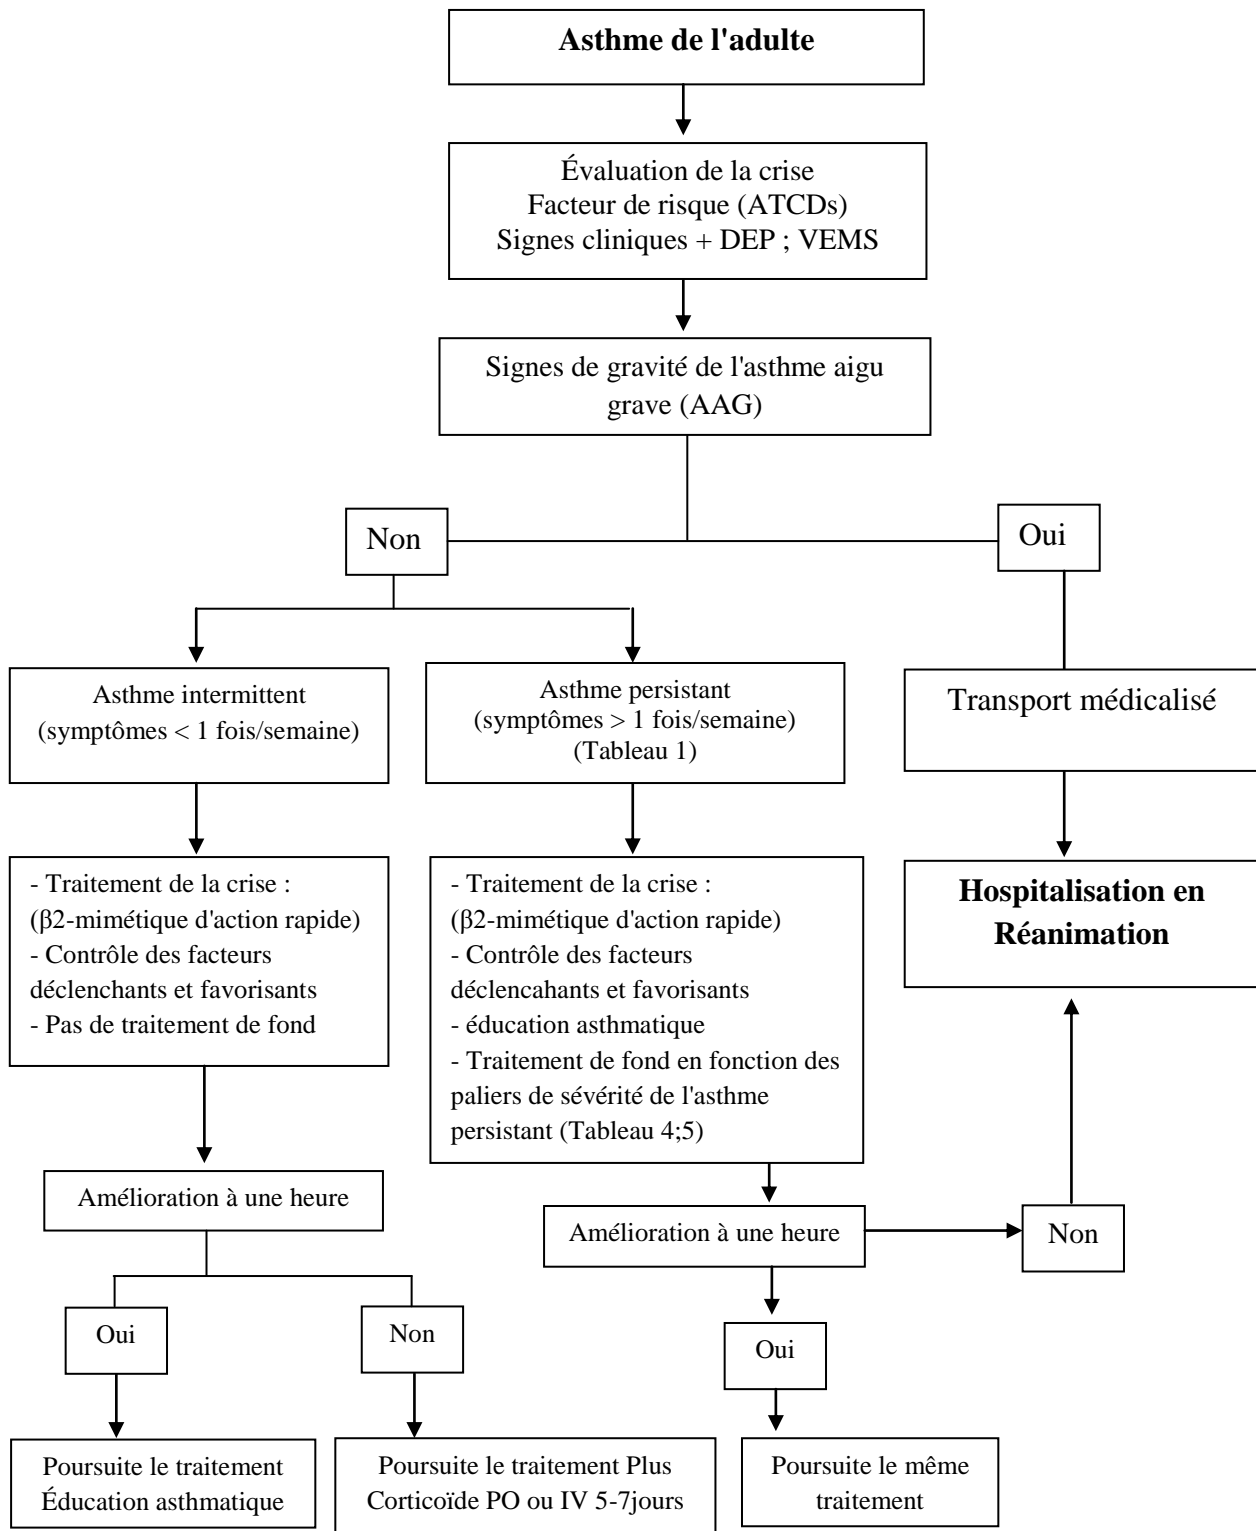 Asthme de l'adulte
Évaluation de la crise
Facteur de risque (ATCDs)
Signes cliniques + DEP ; VEMS
Signes de gravité de l'asthme aigu
grave (AAG)
Non
Oui
Asthme intermittent
(symptômes < 1 fois/semaine)
Asthme persistant
(symptômes > 1 fois/semaine)
(Tableau 1)
Transport médicalisé
- Traitement de la crise :
(β2-mimétique d'action rapide)
- Contrôle des facteurs
déclenchants et favorisants
- Pas de traitement de fond
- Traitement de la crise :
(β2-mimétique d'action rapide)
- Contrôle des facteurs
déclencahants et favorisants
- éducation asthmatique
- Traitement de fond en fonction des
paliers de sévérité de l'asthme
persistant (Tableau 4;5)
Hospitalisation en
Réanimation
Amélioration à une heure
Amélioration à une heure
Non
Oui
Non
Oui
Poursuite le traitement
Éducation asthmatique
Poursuite le traitement Plus
Corticoïde PO ou IV 5-7jours
Poursuite le même
traitement